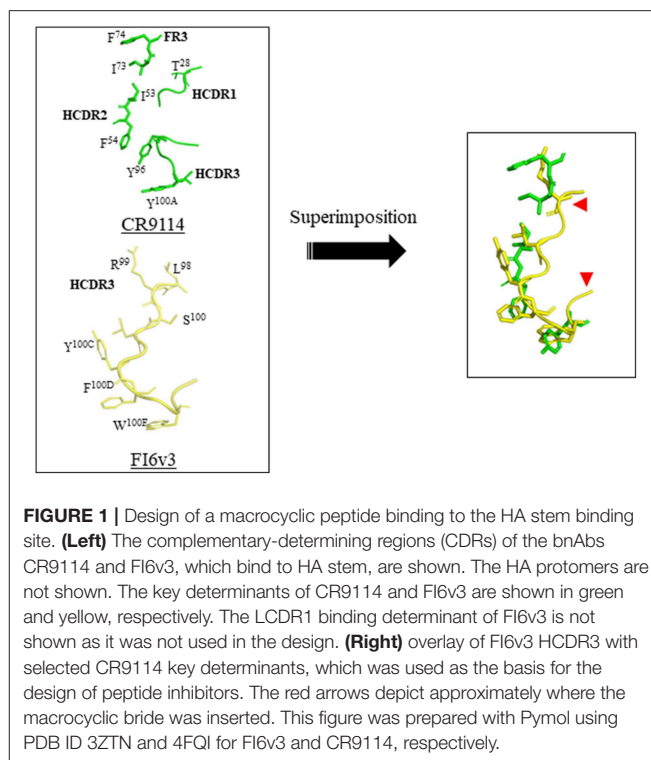 F74 FR3
I73
T28
I53 HCDR1
HCDR2
F54
Y96
HCDR3
Y100A
CR9114
R99 L98
HCDR3
S100
Y100C
F100D
W100E
FI6v3
Superimposition
FIGURE 1 | Design of a macrocyclic peptide binding to the HA stem binding
site. (Left) The complementary-determining regions (CDRs) of the bnAbs
CR9114 and FI6v3, which bind to HA stem, are shown. The HA protomers are
not shown. The key determinants of CR9114 and FI6v3 are shown in green
and yellow, respectively. The LCDR1 binding determinant of FI6v3 is not
shown as it was not used in the design. (Right) overlay of FI6v3 HCDR3 with
selected CR9114 key determinants, which was used as the basis for the
design of peptide inhibitors. The red arrows depict approximately where the
macrocyclic bride was inserted. This figure was prepared with Pymol using
PDB ID 3ZTN and 4FQI for FI6v3 and CR9114, respectively.